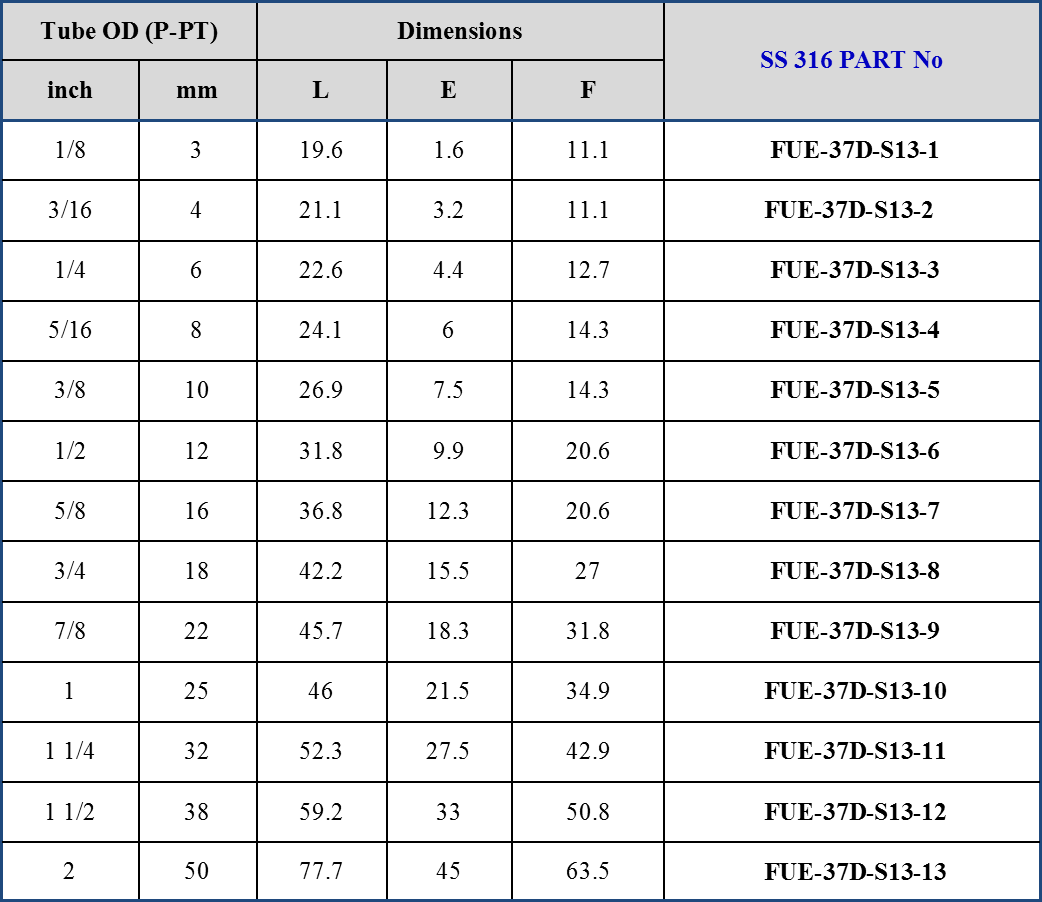 Tube OD (P-PT) Dimensions SS 316 PART No
inch mm L E F
1/8 3 19.6 1.6 11.1 FUE-37D-S13-1
3/16 4 21.1 3.2 11.1 FUE-37D-S13-2
1/4 6 22.6 4.4 12.7 FUE-37D-S13-3
5/16 8 24.1 6 14.3 FUE-37D-S13-4
3/8 10 26.9 7.5 14.3 FUE-37D-S13-5
1/2 12 31.8 9.9 20.6 FUE-37D-S13-6
5/8 16 36.8 12.3 20.6 FUE-37D-S13-7
3/4 18 42.2 15.5 27 FUE-37D-S13-8
7/8 22 45.7 18.3 31.8 FUE-37D-S13-9
1 25 46 21.5 34.9 FUE-37D-S13-10
1 1/4 32 52.3 27.5 42.9 FUE-37D-S13-11
1 1/2 38 59.2 33 50.8 FUE-37D-S13-12
2 50 77.7 45 63.5 FUE-37D-S13-13